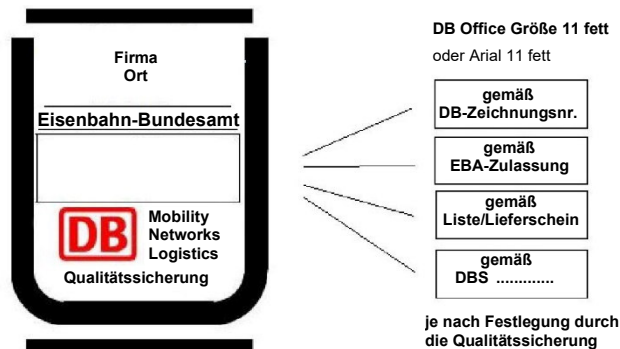 Firma
Ort
Eisenbahn-Bundesamt
DB
Mobility
Networks
Logistics
Qualitätssicherung
DB Office Größe 11 fett
oder Arial 11 fett
gemäß
DB-Zeichnungsnr.
gemäß
EBA-Zulassung
gemäß
Liste/Lieferschein
gemäß
DBS .............
je nach Festlegung durch
die Qualitätssicherung